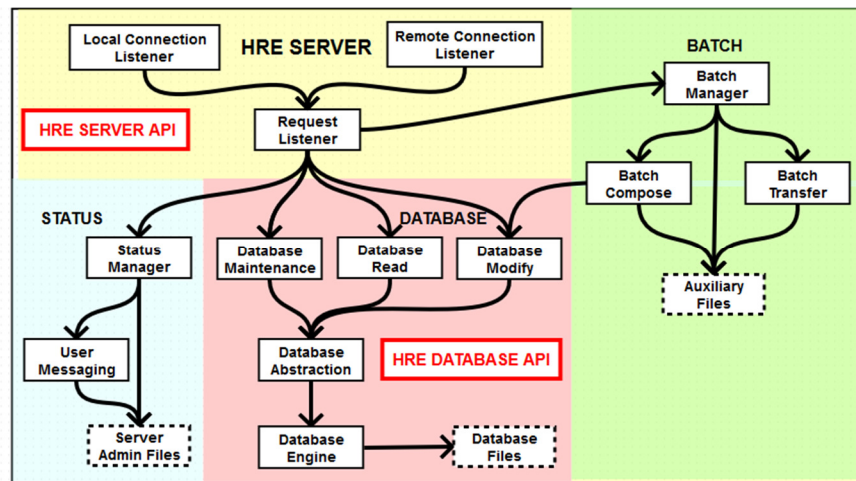 Local Connection
Listener
HRE SERVER
Remote Connection
Listener
BATCH
Batch
Manager
HRE SERVER API
Request
Listener
Batch
Compose
Batch
Transfer
STATUS
DATABASE
Status
Manager
Database
Maintenance
Database
Read
Database
Modify
Auxiliary
Files
User
Messaging
Database
Abstraction
HRE DATABASE API
Server
Admin Files
Database
Engine
Database
Files